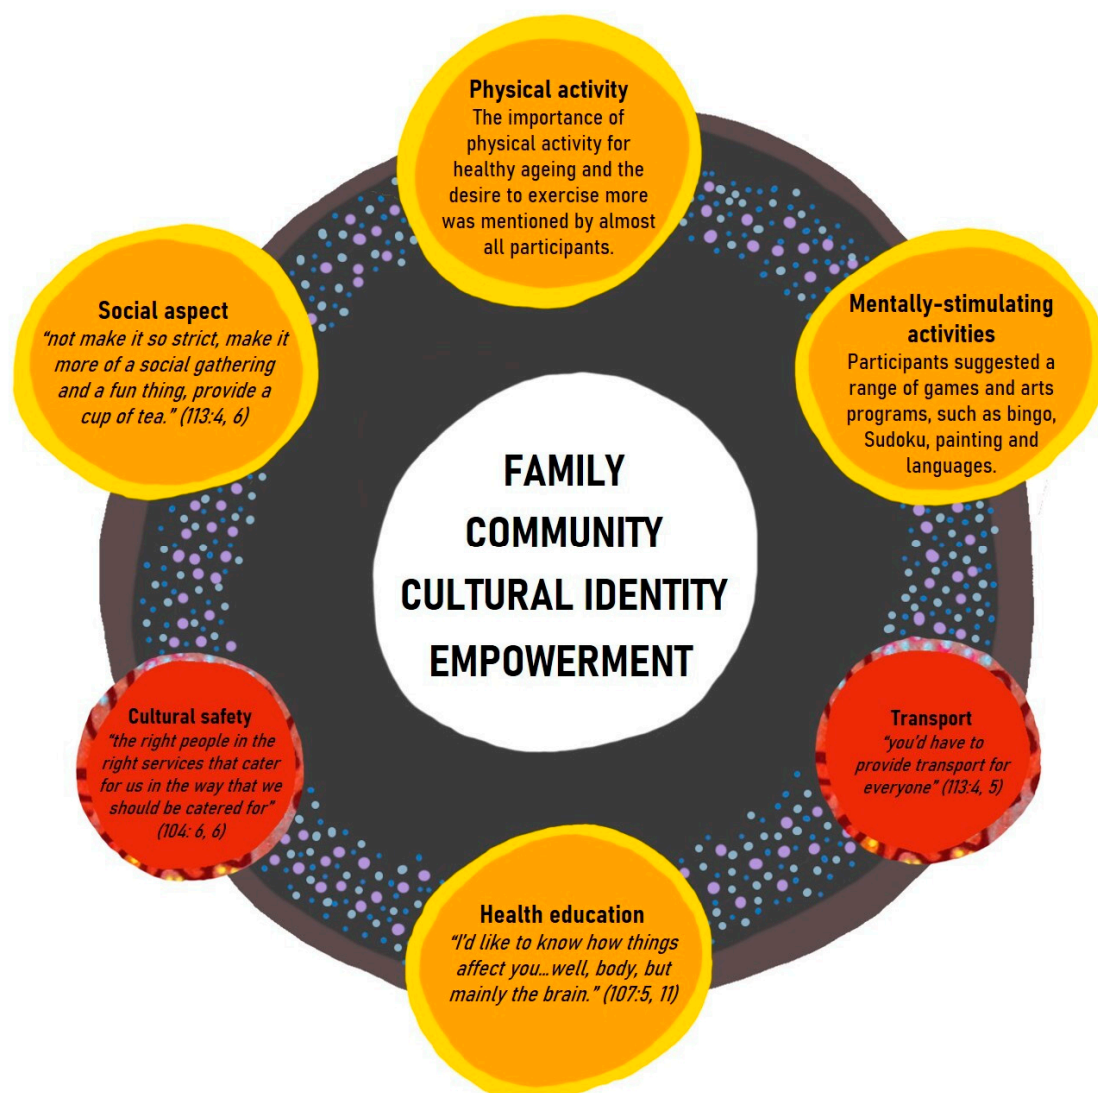 Physical activity
The importance of
physical activity for
healthy ageing and the
desire to exercise more
was mentioned by almost
all participants.
Social aspect
“not make it so strict, make it
more of a social gathering
and a fun thing, provide a
cup of tea.” (113:4, 6)
Mentally-stimulating
activities
Participants suggested a
range of games and arts
programs, such as bingo,
Sudoku, painting and
languages.
FAMILY
COMMUNITY
CULTURAL IDENTITY
EMPOWERMENT
Cultural safety
“the right people in the
right services that cater
for us in the way that we
should be catered for”
(104: 6, 6)
Transport
“you’d have to
provide transport for
everyone” (113:4, 5)
Health education
“I’d like to know how things
affect you…well, body, but
mainly the brain.” (107:5, 11)